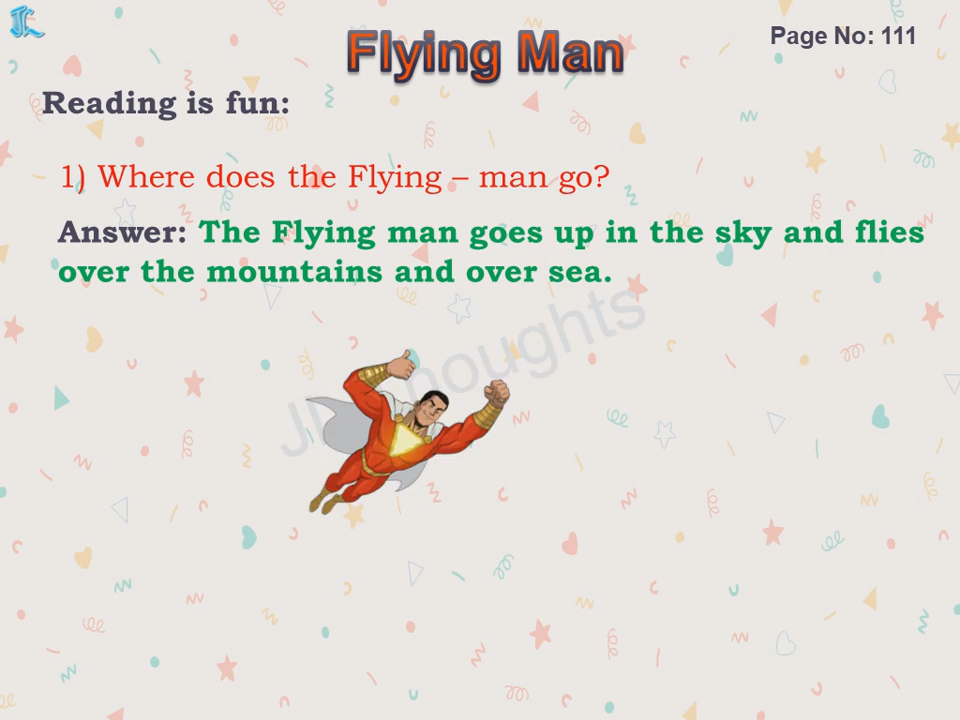 Flying Man
Page No: 111
Reading is fun:
1) Where does the Flying – man go?
Answer: The Flying man goes up in the sky and flies
over the mountains and over sea.